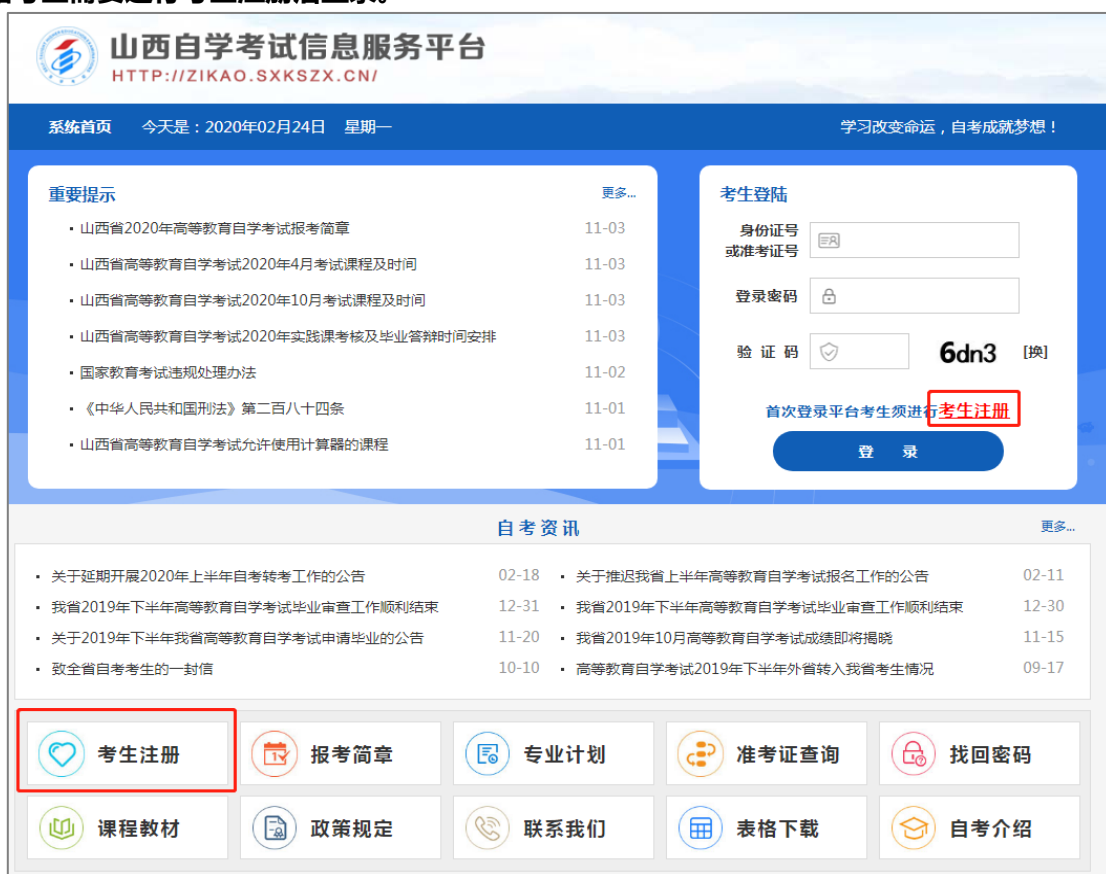 考生需要进行考生注册后登录。
山西自学考试信息服务平台
HTTP://ZIKAO.SXKSZX.CN/
系统首页 今天是：2020年02月24日 星期一 学习改变命运，自考成就梦想！
重要提示 更多...
· 山西省2020年高等教育自学考试报考简章 11-03
· 山西省高等教育自学考试2020年4月考试课程及时间 11-03
· 山西省高等教育自学考试2020年10月考试课程及时间 11-03
· 山西省高等教育自学考试2020年实践课考核及毕业答辩时间安排 11-03
· 国家教育考试违规处理办法 11-02
· 《中华人民共和国刑法》第二百八十四条 11-01
· 山西省高等教育自学考试允许使用计算器的课程 11-01
考生登陆
身份证号
或准考证号
登录密码
验 证 码 6dn3 [换]
首次登录平台考生须进行考生注册
登 录
自考资讯 更多...
· 关于延期开展2020年上半年自考转考工作的公告 02-18 · 关于推迟我省上半年高等教育自学考试报名工作的公告 02-11
· 我省2019年下半年高等教育自学考试毕业审查工作顺利结束 12-31 · 我省2019年下半年高等教育自学考试毕业审查工作顺利结束 12-30
· 关于2019年下半年我省高等教育自学考试申请毕业的公告 11-20 · 我省2019年10月高等教育自学考试成绩即将揭晓 11-15
· 致全省自考考生的一封信 10-10 · 高等教育自学考试2019年下半年外省转入我省考生情况 09-17
考生注册 报考简章 专业计划 准考证查询 找回密码
课程教材 政策规定 联系我们 表格下载 自考介绍